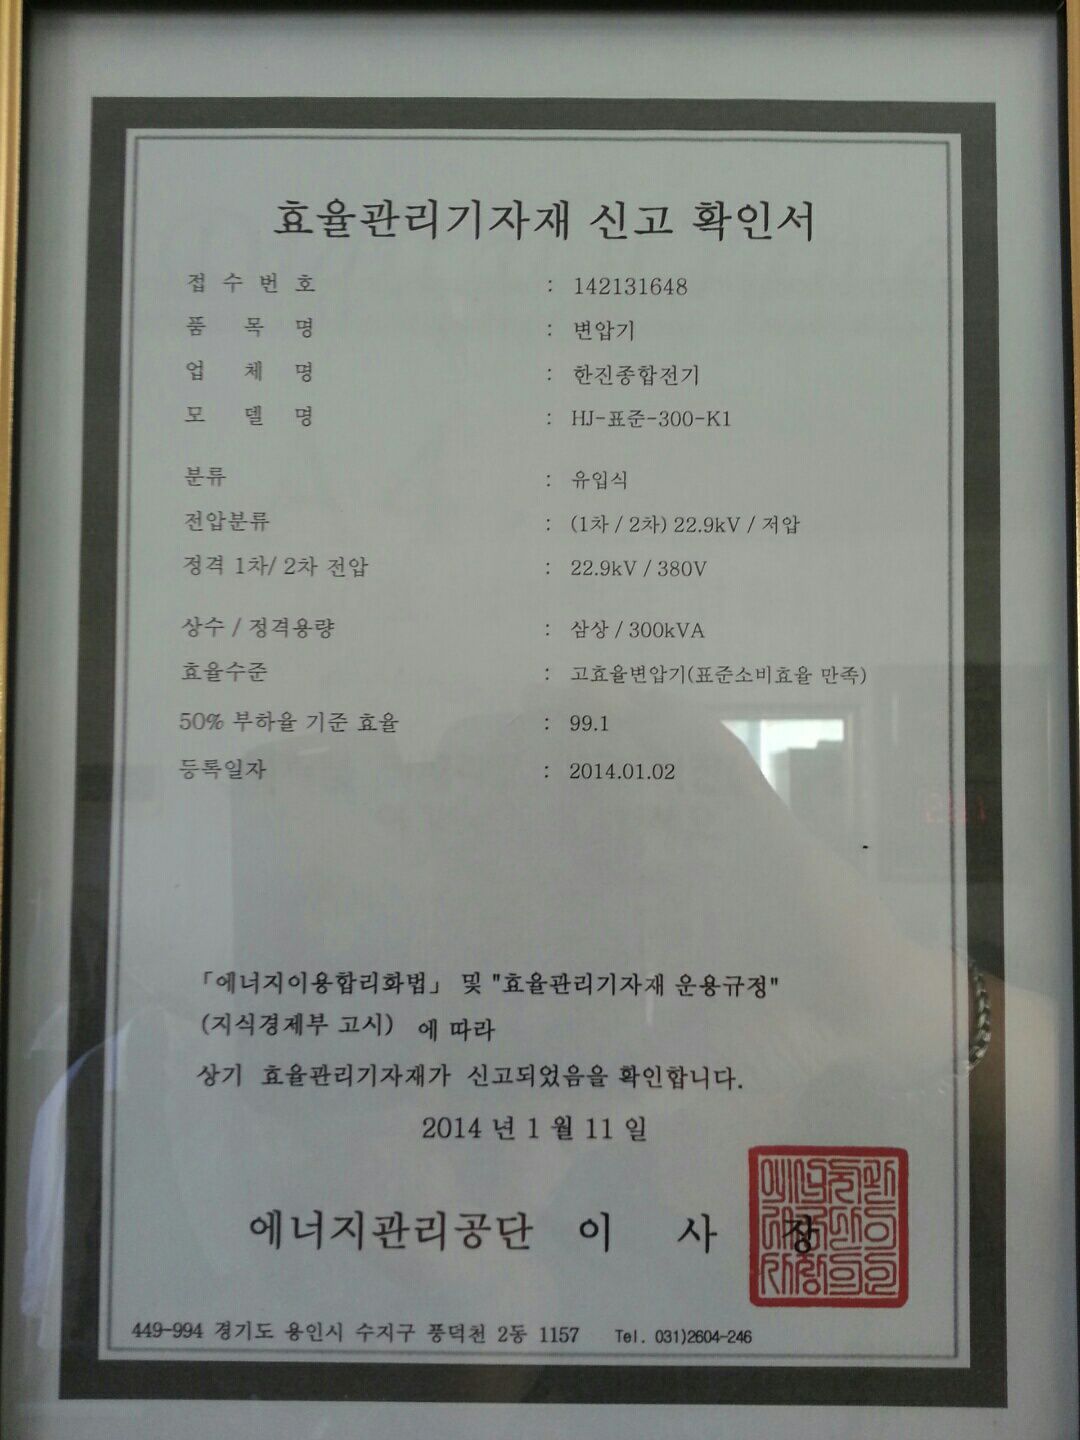 효율관리기자재 신고 확인서
접 수 번 호 : 142131648
품 목 명 : 변압기
업 체 명 : 한진종합전기
모 델 명 : HJ-표준-300-K1
분류 : 유입식
전압분류 : (1차 / 2차) 22.9kV / 저압
정격 1차/ 2차 전압 : 22.9kV / 380V
상수 / 정격용량 : 삼상 / 300kVA
효율수준 : 고효율변압기(표준소비효율 만족)
50% 부하율 기준 효율 : 99.1
등록일자 : 2014.01.02
「에너지이용합리화법」 및 "효율관리기자재 운용규정"
(지식경제부 고시) 에 따라
상기 효율관리기자재가 신고되었음을 확인합니다.
2014 년 1 월 11 일
에너지관리공단 이 사 장
449-994 경기도 용인시 수지구 풍덕천 2동 1157 Tel. 031)2604-246